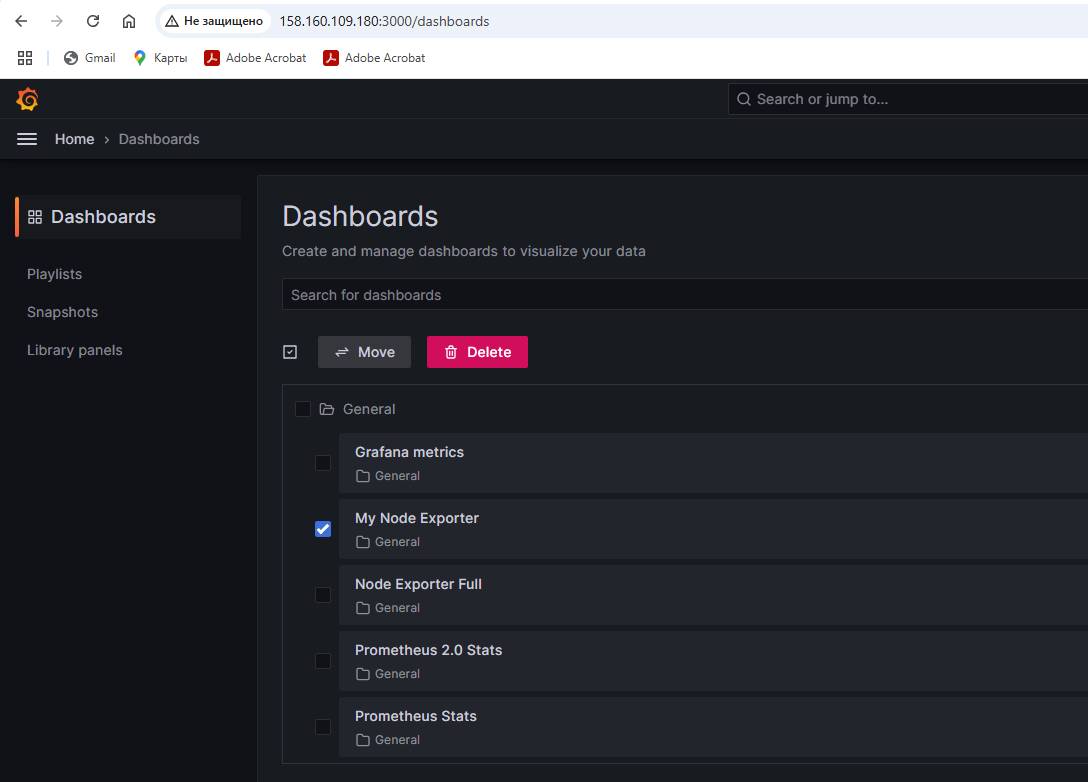 Не защищено 158.160.109.180:3000/dashboards
Gmail Карты Adobe Acrobat Adobe Acrobat
Search or jump to...
Home › Dashboards
Dashboards
Playlists
Snapshots
Library panels
Dashboards
Create and manage dashboards to visualize your data
Search for dashboards
Move Delete
General
Grafana metrics
General
My Node Exporter
General
Node Exporter Full
General
Prometheus 2.0 Stats
General
Prometheus Stats
General